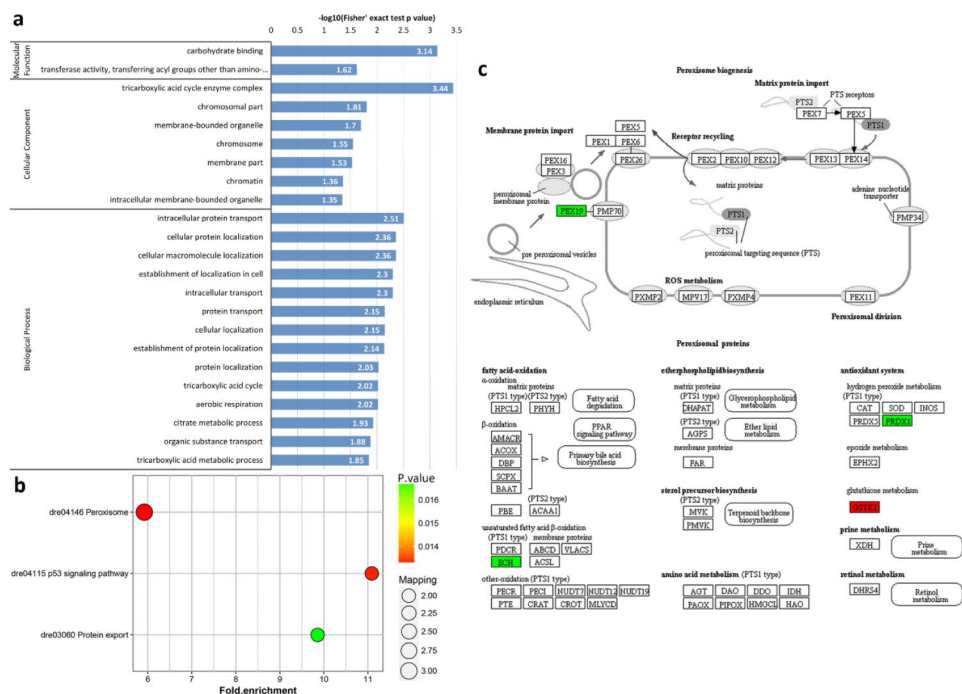 a
-log10(Fisher' exact test p value)
0 0.5 1 1.5 2 2.5 3 3.5
Molecular Function
carbohydrate binding 3.14
transferase activity, transferring acyl groups other than amino-... 1.62
Cellular Component
tricarboxylic acid cycle enzyme complex 3.44
chromosomal part 1.81
membrane-bounded organelle 1.7
chromosome 1.55
membrane part 1.53
chromatin 1.36
intracellular membrane-bounded organelle 1.35
Biological Process
intracellular protein transport 2.51
cellular protein localization 2.36
cellular macromolecule localization 2.36
establishment of localization in cell 2.3
intracellular transport 2.3
protein transport 2.15
cellular localization 2.15
establishment of protein localization 2.14
protein localization 2.03
tricarboxylic acid cycle 2.02
aerobic respiration 2.02
citrate metabolic process 1.93
organic substance transport 1.88
tricarboxylic acid metabolic process 1.85
b
dre04146 Peroxisome
dre04115 p53 signaling pathway
dre03060 Protein export
6 7 8 9 10 11
Fold.enrichment
P.value
0.016
0.015
0.014
Mapping
2.00
2.25
2.50
2.75
3.00
c
Peroxisome biogenesis
Matrix protein import
PTS2 PTS receptors
PEX7 PEX5
PTS1
Membrane protein import
PEX5
PEX1 PEX6
PEX26
Receptor recycling
PEX2 PEX10 PEX12
PEX13 PEX14
PEX16
PEX3
peroxisomal
membrane protein
matrix proteins
adenine nucleotide
transporter
PEX19 PMP70
PTS1
PTS2
PMP34
pre peroxisomal vesicles
peroxisomal targeting sequence (PTS)
endoplasmic reticulum
ROS metabolism
PXMP2 MPV17 PXMP4
PEX11
Peroxisomal division
Peroxisomal proteins
fatty acid-oxidation
α-oxidation
matrix proteins
(PTS1 type) (PTS2 type)
HPCL2 PHYH
Fatty acid
degradation
β-oxidation
AMACR
ACOX
DBP
SCPX
BAAT
PPAR
signaling pathway
Primary bile acid
biosynthesis
(PTS2 type)
PBE ACAA1
unsaturated fatty acid β-oxidation
(PTS1 type) membrane proteins
PDCR ABCD VLACS
ECH ACSL
other-oxidation (PTS1 type)
PECR PECI NUDT7 NUDT12 NUDT19
PTE CRAT CROT MLYCD
etherphospholipidbiosynthesis
matrix proteins
(PTS1 type)
DHAPAT
Glycerophospholipid
metabolism
(PTS2 type)
AGPS
Ether lipid
metabolism
membrane proteins
FAR
sterol precursorbiosynthesis
(PTS2 type)
MVK
PMVK
Terpenoid backbone
biosynthesis
amino acid metabolism (PTS1 type)
AGT DAO DDO IDH
PAOX PIPOX HMGCL HAO
antioxidant system
hydrogen peroxide metabolism
(PTS1 type)
CAT SOD INOS
PRDX5 PRDX1
epoxide metabolism
EPHX2
glutathione metabolism
GSTK1
prine metabolism
XDH
Prine
metabolism
retinol metabolism
DHRS4
Retinol
metabolism